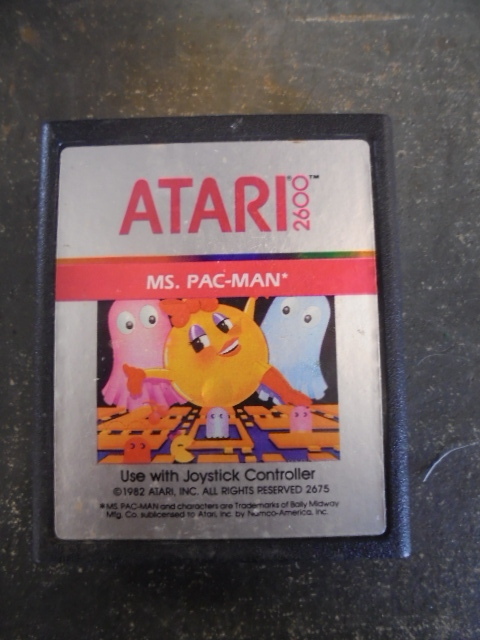 ATARI® 2600™
MS. PAC-MAN*
Use with Joystick Controller
©1982 ATARI, INC. ALL RIGHTS RESERVED 2675
*MS. PAC-MAN and characters are Trademarks of Bally Midway
Mfg. Co. sublicensed to Atari, Inc. by Namco-America, Inc.